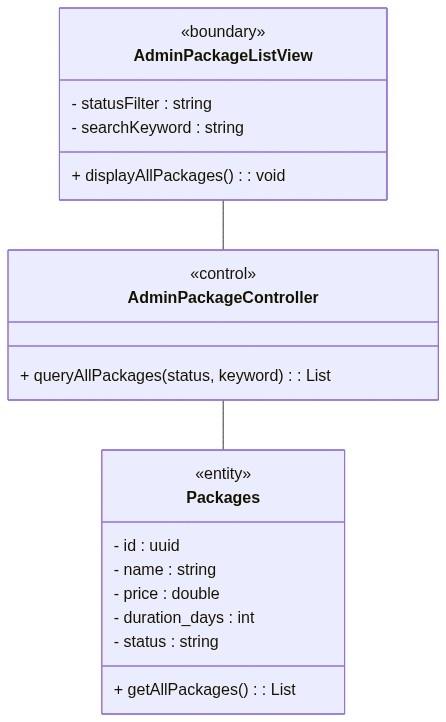 «boundary»
AdminPackageListView
- statusFilter : string
- searchKeyword : string
+ displayAllPackages() : : void
«control»
AdminPackageController
+ queryAllPackages(status, keyword) : : List
«entity»
Packages
- id : uuid
- name : string
- price : double
- duration_days : int
- status : string
+ getAllPackages() : : List